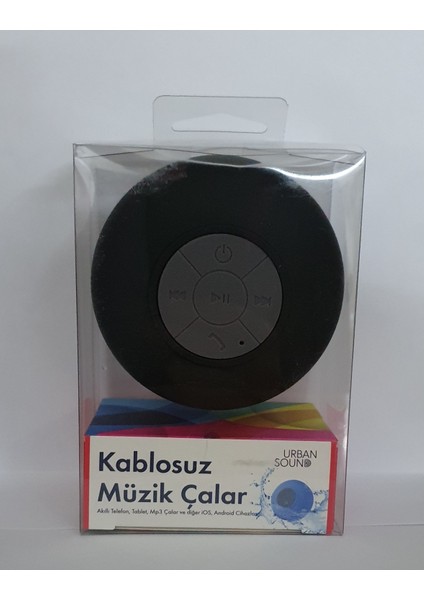 Kablosuz
Müzik Çalar
URBAN
SOUND
Akıllı Telefon, Tablet, Mp3 Çalar ve diğer iOS, Android Cihazlar